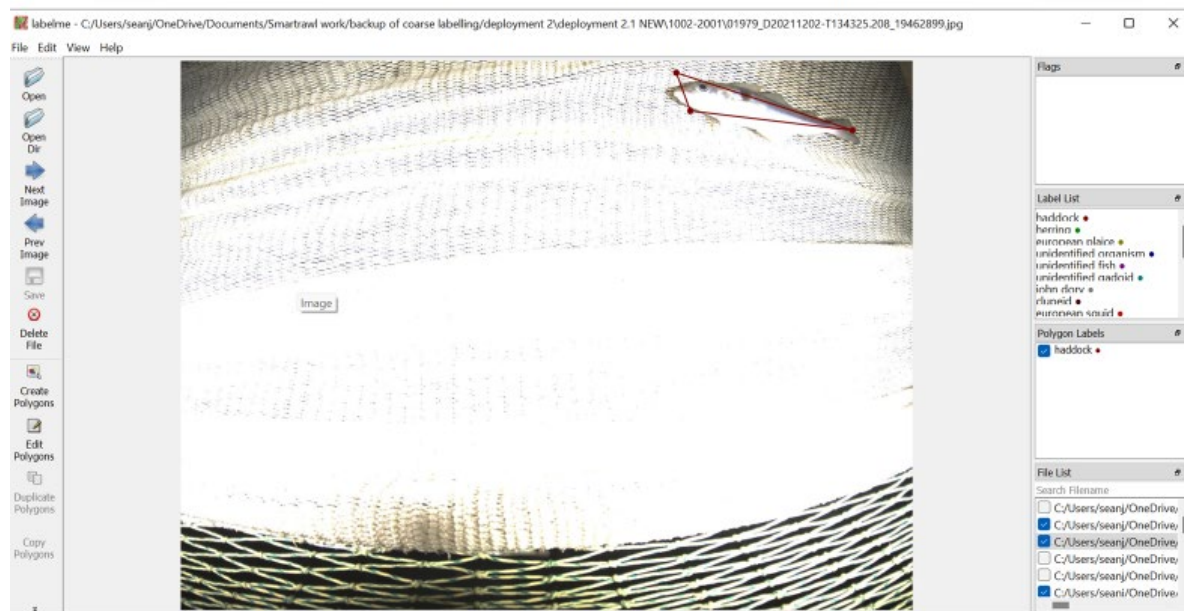 labelme - C:/Users/seanj/OneDrive/Documents/Smartrawl work/backup of coarse labelling/deployment 2\deployment 2.1 NEW\1002-2001\01979_D20211202-T134325.208_19462899.jpg
File Edit View Help
Open
Open
Dir
Next
Image
Prev
Image
Save
Delete
File
Create
Polygons
Edit
Polygons
Duplicate
Polygons
Copy
Polygons
Image
Flags
Label List
haddock
herring
european plaice
unidentified organism
unidentified fish
unidentified gadoid
john dory
clupeid
european squid
Polygon Labels
haddock
File List
Search Filename
C:/Users/seanj/OneDrive/
C:/Users/seanj/OneDrive/
C:/Users/seanj/OneDrive/
C:/Users/seanj/OneDrive/
C:/Users/seanj/OneDrive/
C:/Users/seanj/OneDrive/